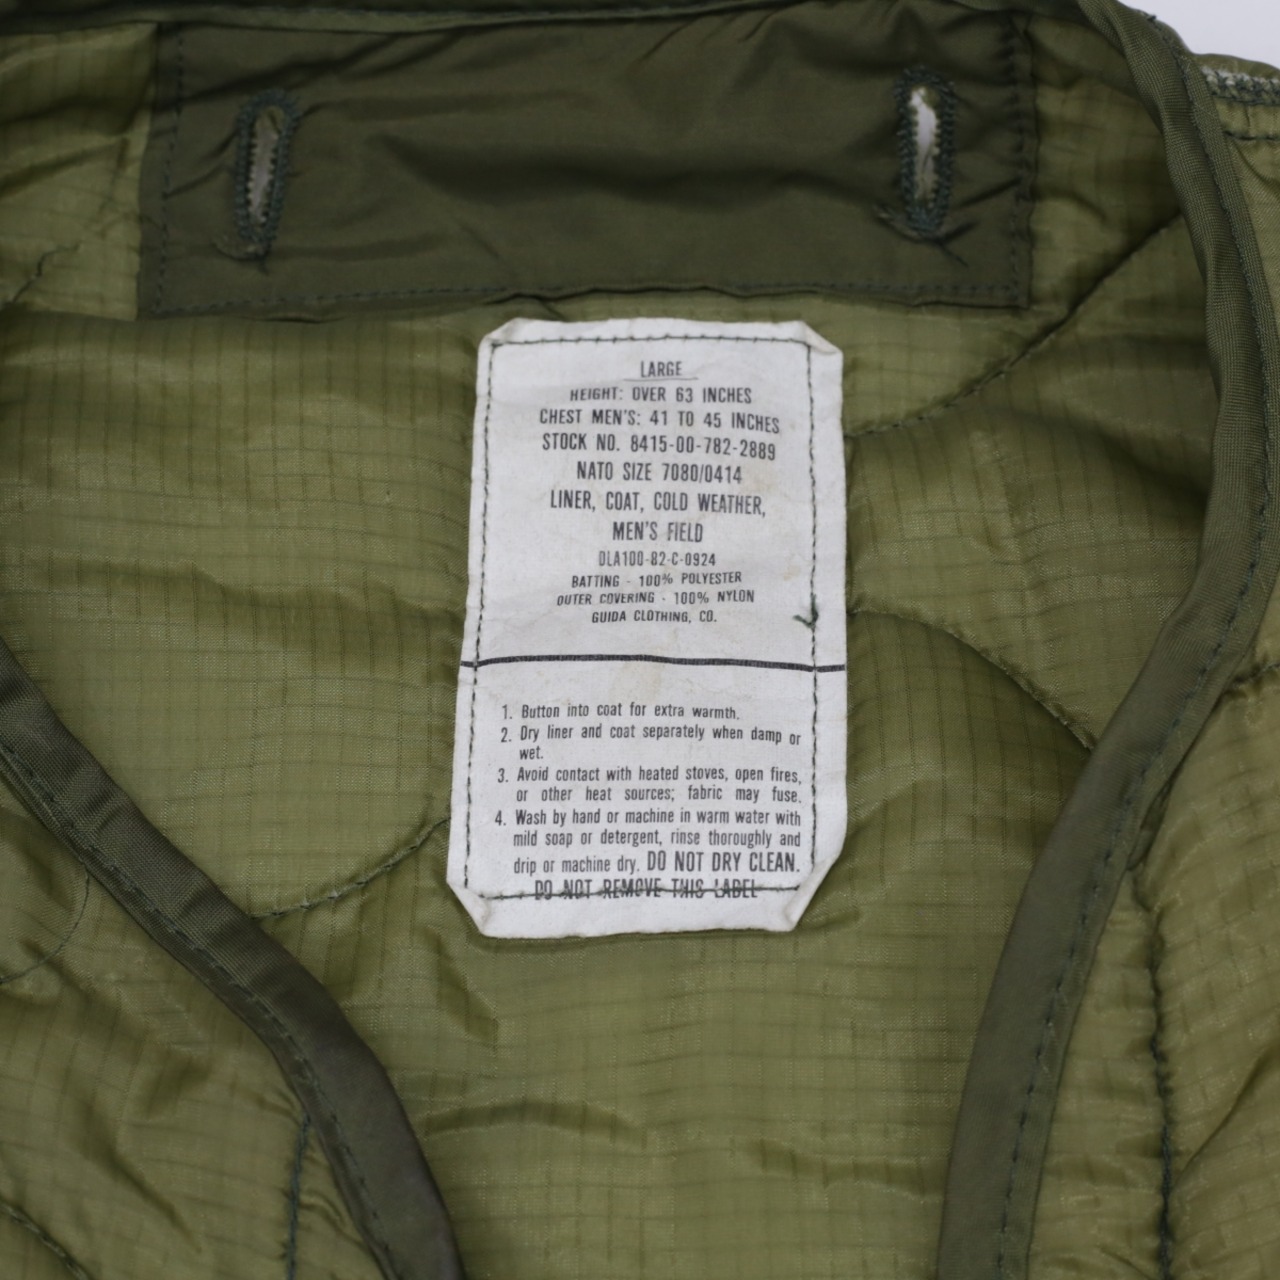 LARGE
HEIGHT: OVER 63 INCHES
CHEST MEN'S: 41 TO 45 INCHES
STOCK NO. 8415-00-782-2889
NATO SIZE 7080/0414
LINER, COAT, COLD WEATHER,
MEN'S FIELD
DLA100-82-C-0924
BATTING - 100% POLYESTER
OUTER COVERING - 100% NYLON
GUIDA CLOTHING, CO.
1. Button into coat for extra warmth.
2. Dry liner and coat separately when damp or
wet.
3. Avoid contact with heated stoves, open fires,
or other heat sources; fabric may fuse.
4. Wash by hand or machine in warm water with
mild soap or detergent, rinse thoroughly and
drip or machine dry. DO NOT DRY CLEAN.
DO NOT REMOVE THIS LABEL